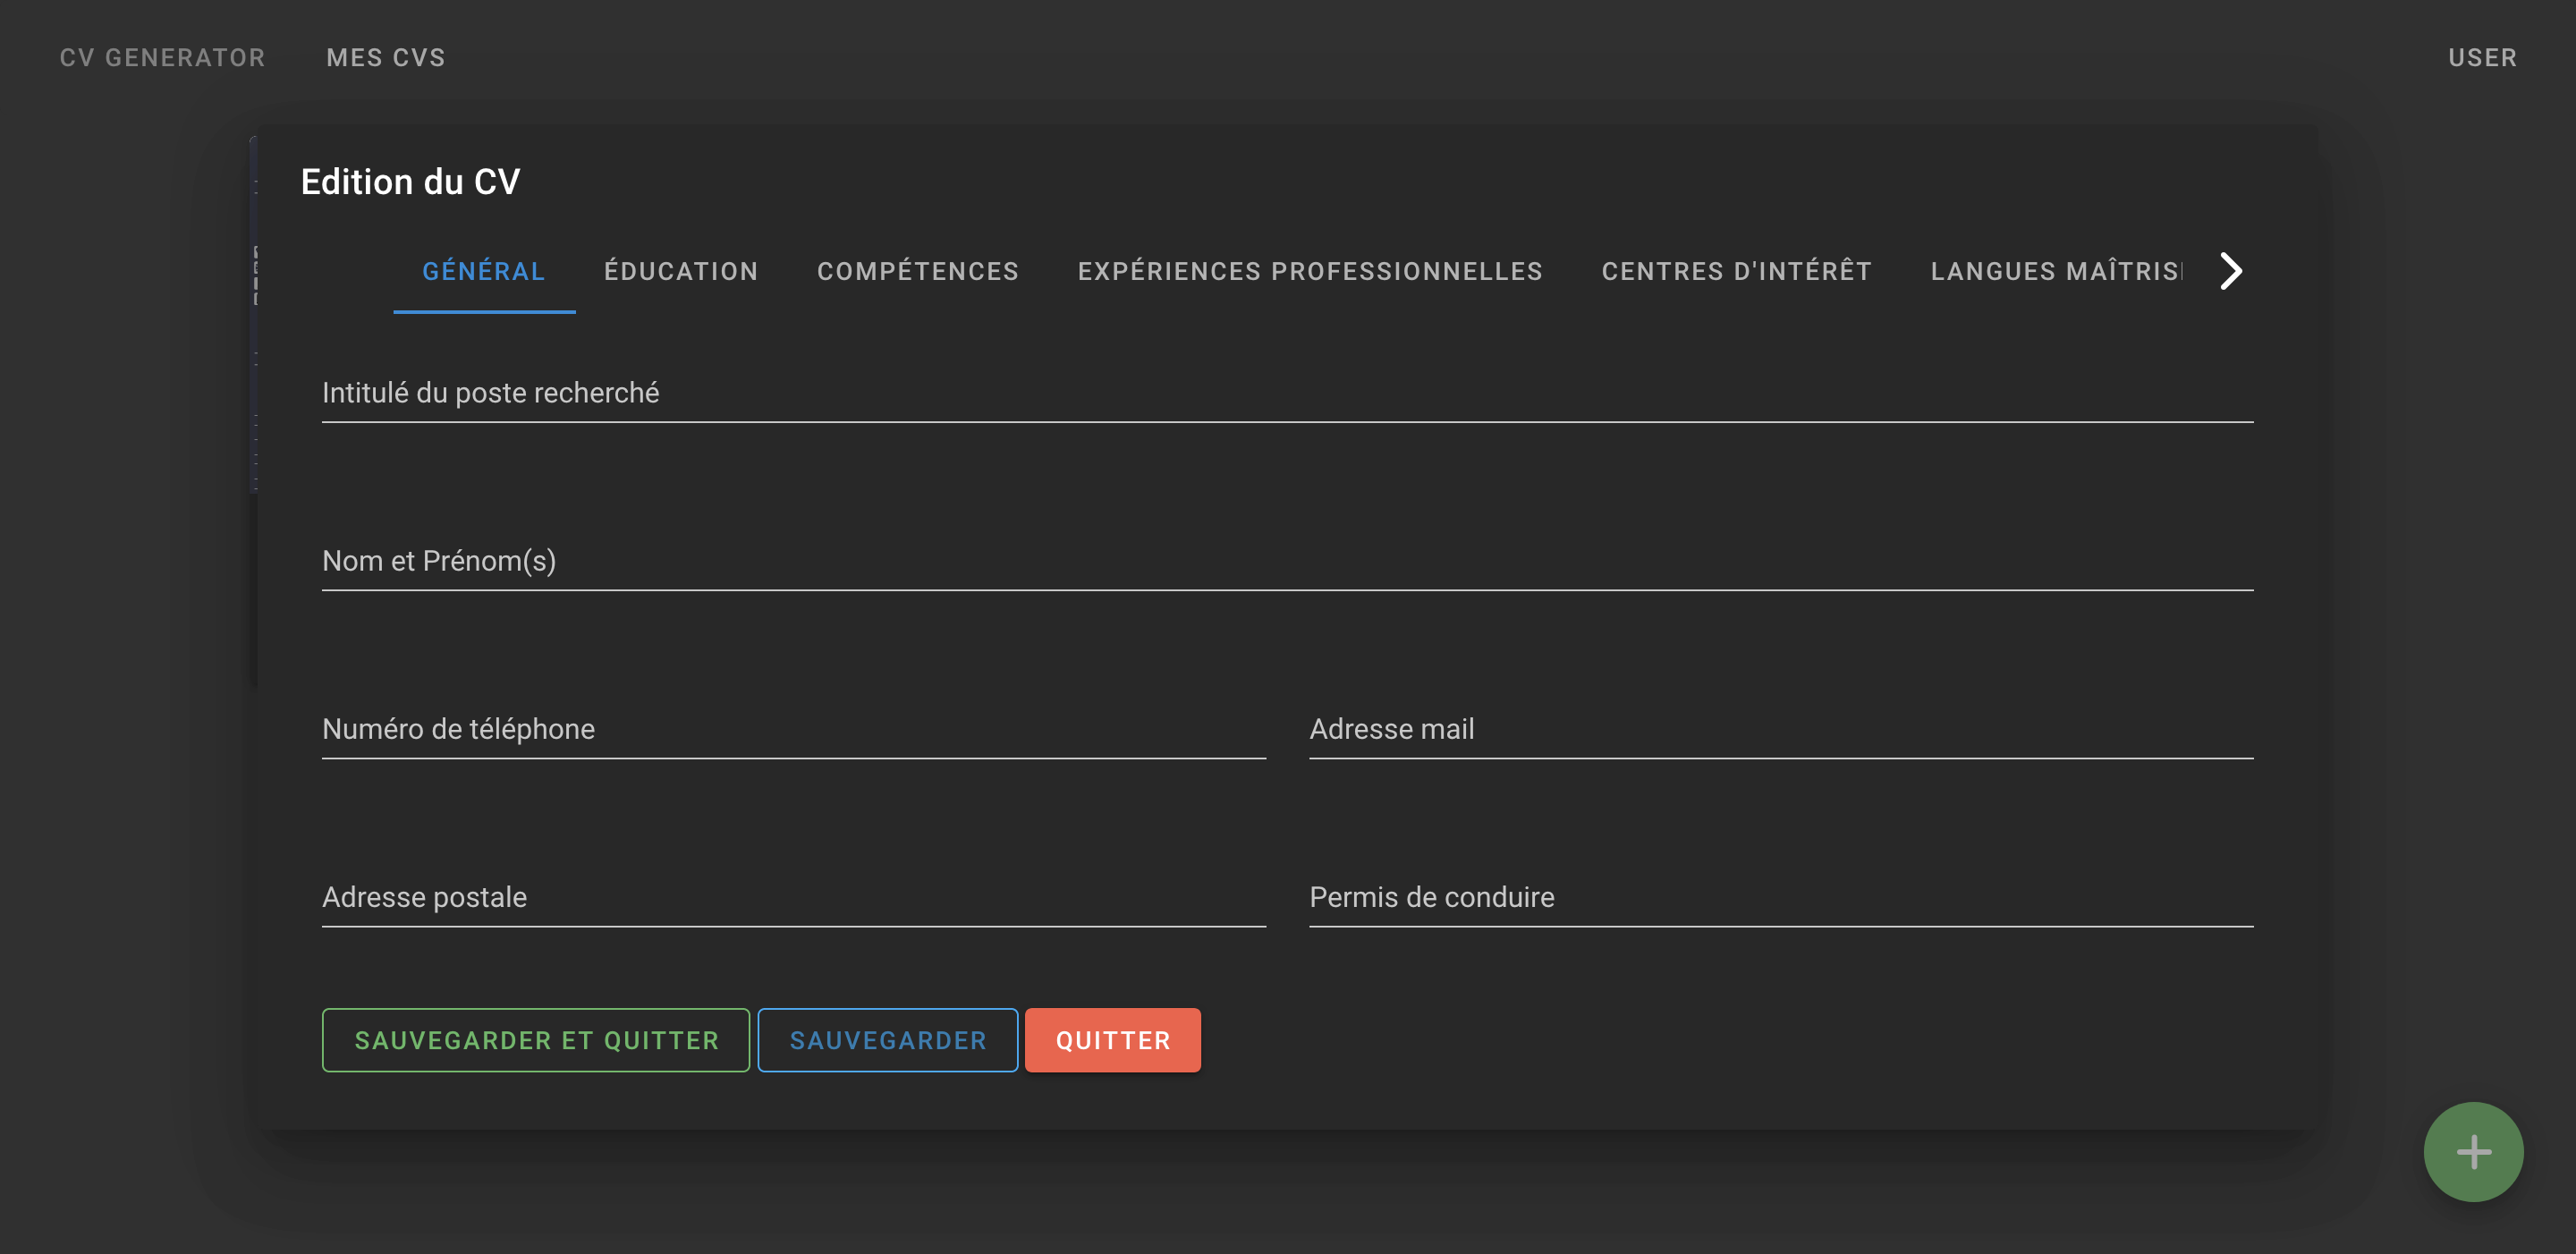 CV GENERATOR MES CVS USER
Edition du CV
GÉNÉRAL ÉDUCATION COMPÉTENCES EXPÉRIENCES PROFESSIONNELLES CENTRES D'INTÉRÊT LANGUES
Intitulé du poste recherché
Nom et Prénom(s)
Numéro de téléphone Adresse mail
Adresse postale Permis de conduire
SAUVEGARDER ET QUITTER SAUVEGARDER QUITTER